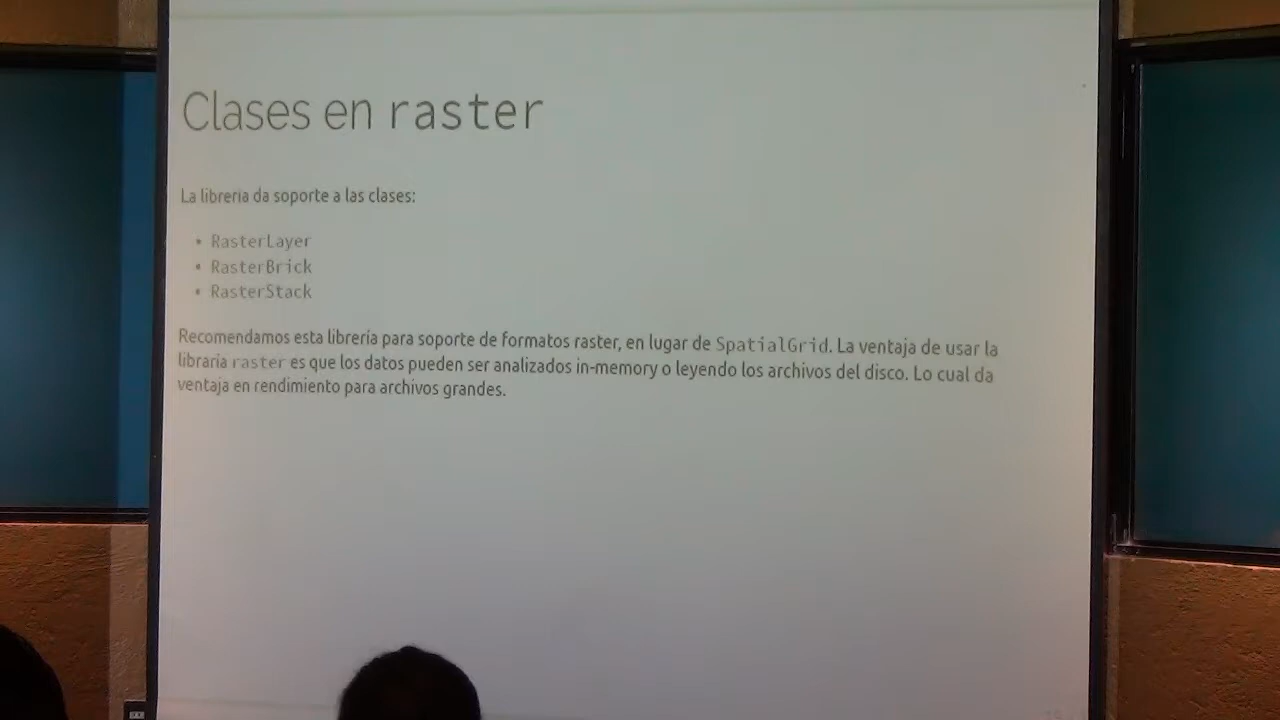 Clases en raster
La libreria da soporte a las clases:
• RasterLayer
• RasterBrick
• RasterStack
Recomendamos esta librería para soporte de formatos raster, en lugar de SpatialGrid. La ventaja de usar la
libraria raster es que los datos pueden ser analizados in-memory o leyendo los archivos del disco. Lo cual da
ventaja en rendimiento para archivos grandes.